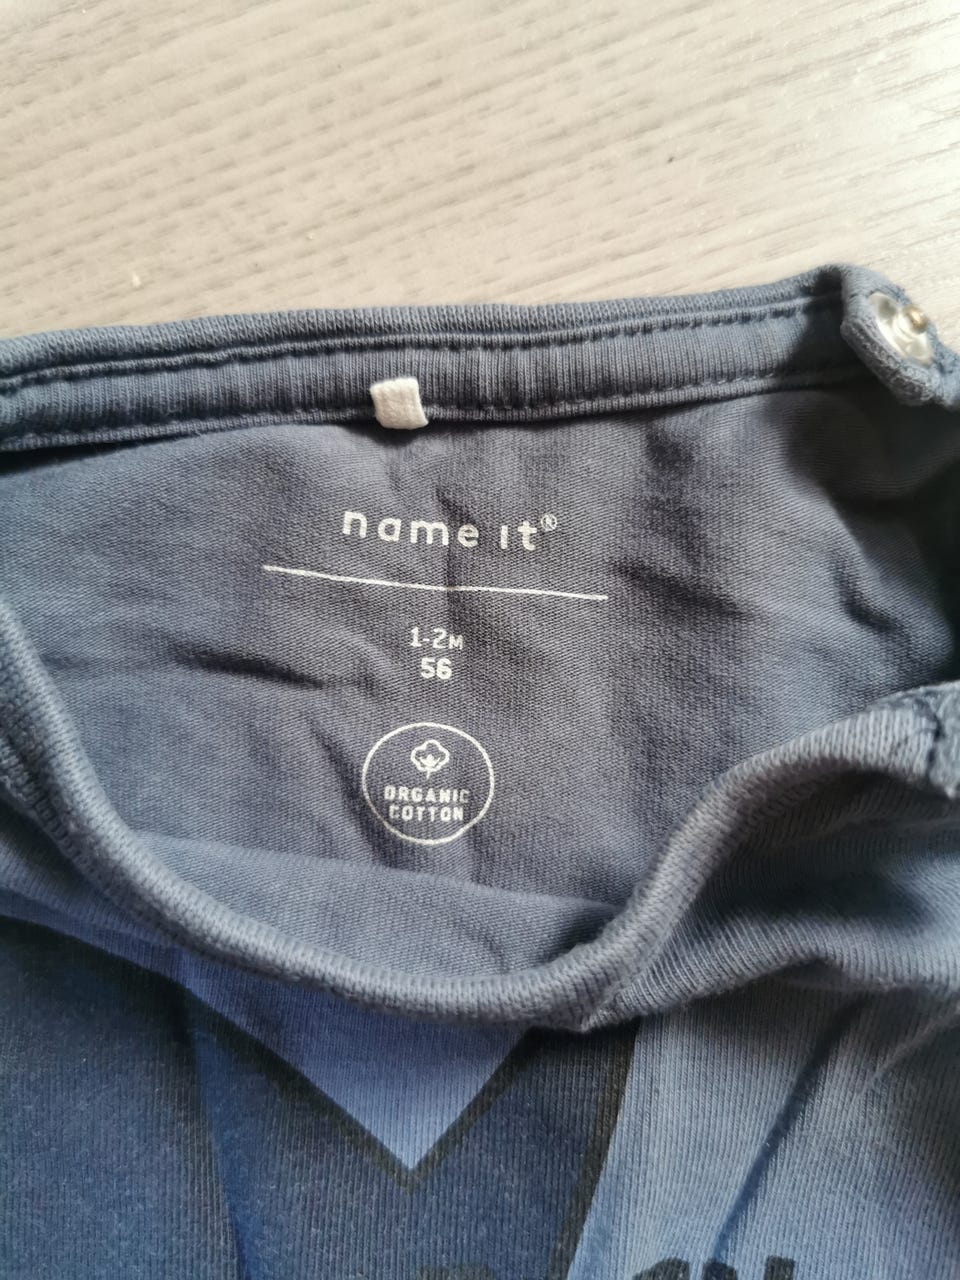 name it®
1-2M
56
ORGANIC
COTTON